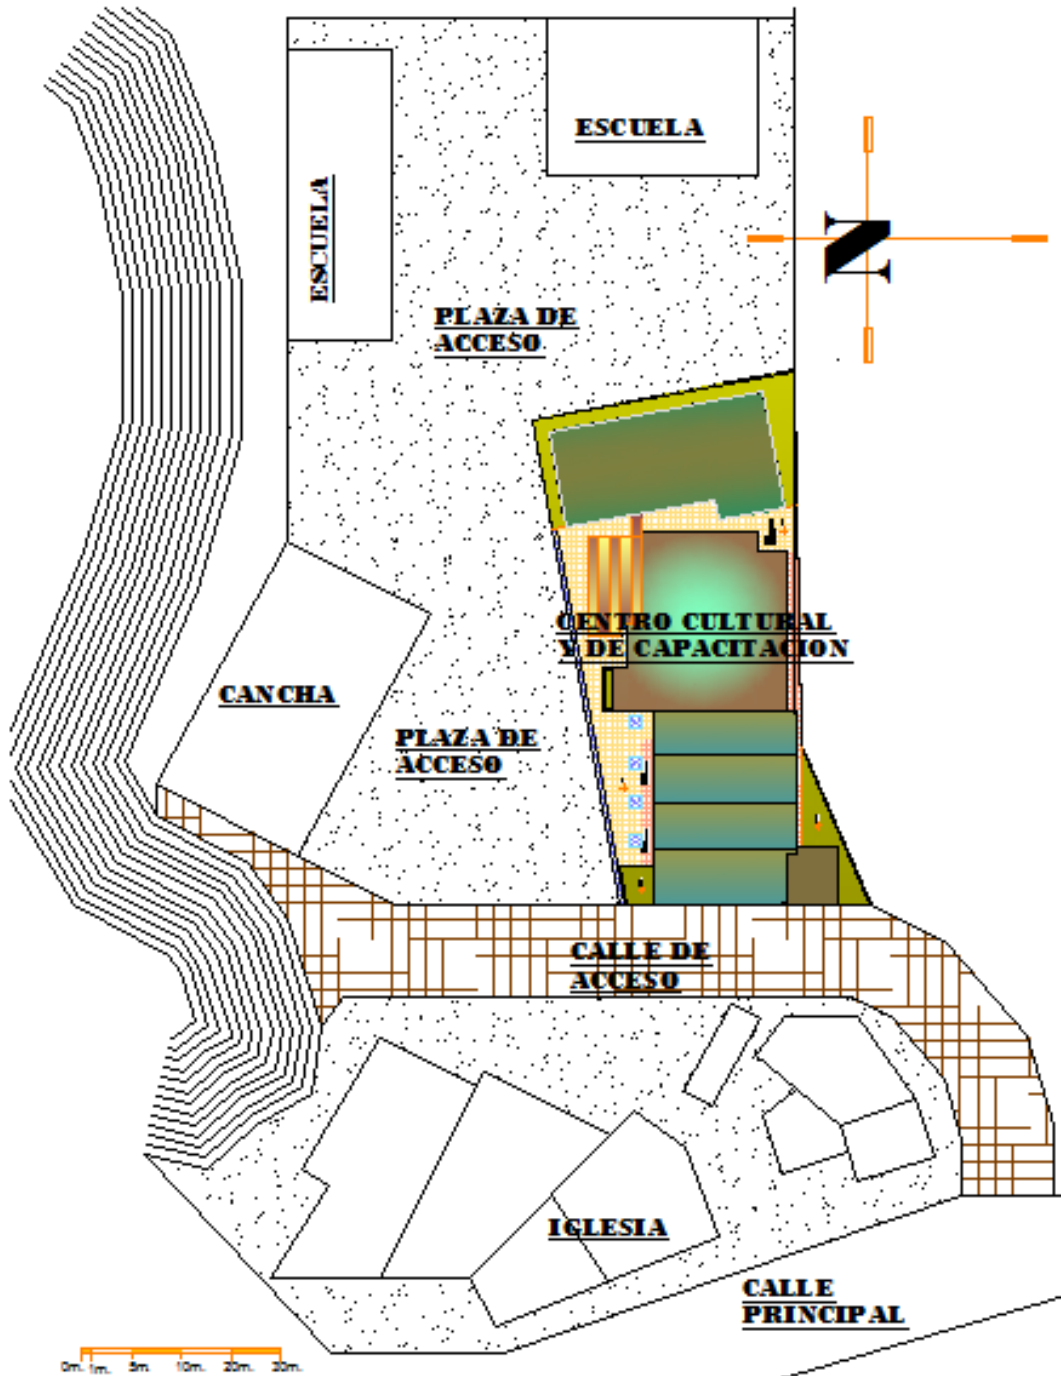 ESCUELA
ESCUELA
N
PLAZA DE
ACCESO
CENTRO CULTURAL
Y DE CAPACITACION
CANCHA
PLAZA DE
ACCESO
CALLE DE
ACCESO
IGLESIA
CALLE
PRINCIPAL
0m. 1m. 5m. 10m. 20m. 30m.